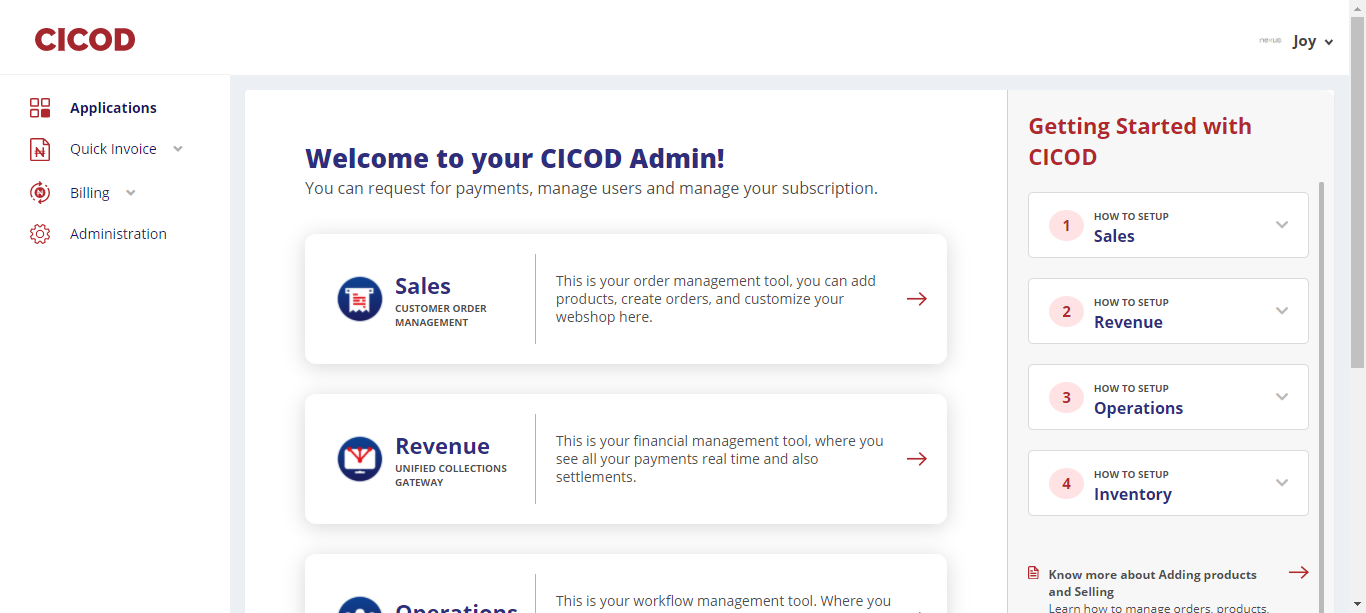 CICOD
Joy
Applications
Quick Invoice
Billing
Administration
Welcome to your CICOD Admin!
You can request for payments, manage users and manage your subscription.
Sales
CUSTOMER ORDER
MANAGEMENT
This is your order management tool, you can add
products, create orders, and customize your
webshop here.
Revenue
UNIFIED COLLECTIONS
GATEWAY
This is your financial management tool, where you
see all your payments real time and also
settlements.
Operations
This is your workflow management tool. Where you
Getting Started with
CICOD
1
HOW TO SETUP
Sales
2
HOW TO SETUP
Revenue
3
HOW TO SETUP
Operations
4
HOW TO SETUP
Inventory
Know more about Adding products
and Selling
Learn how to manage orders, products,